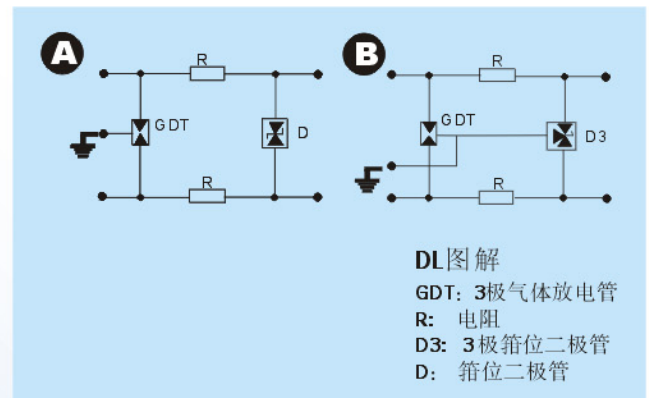 A
R
GDT
D
R
B
R
GDT
D3
R
DL图解
GDT: 3极气体放电管
R: 电阻
D3: 3极箝位二极管
D: 箝位二极管